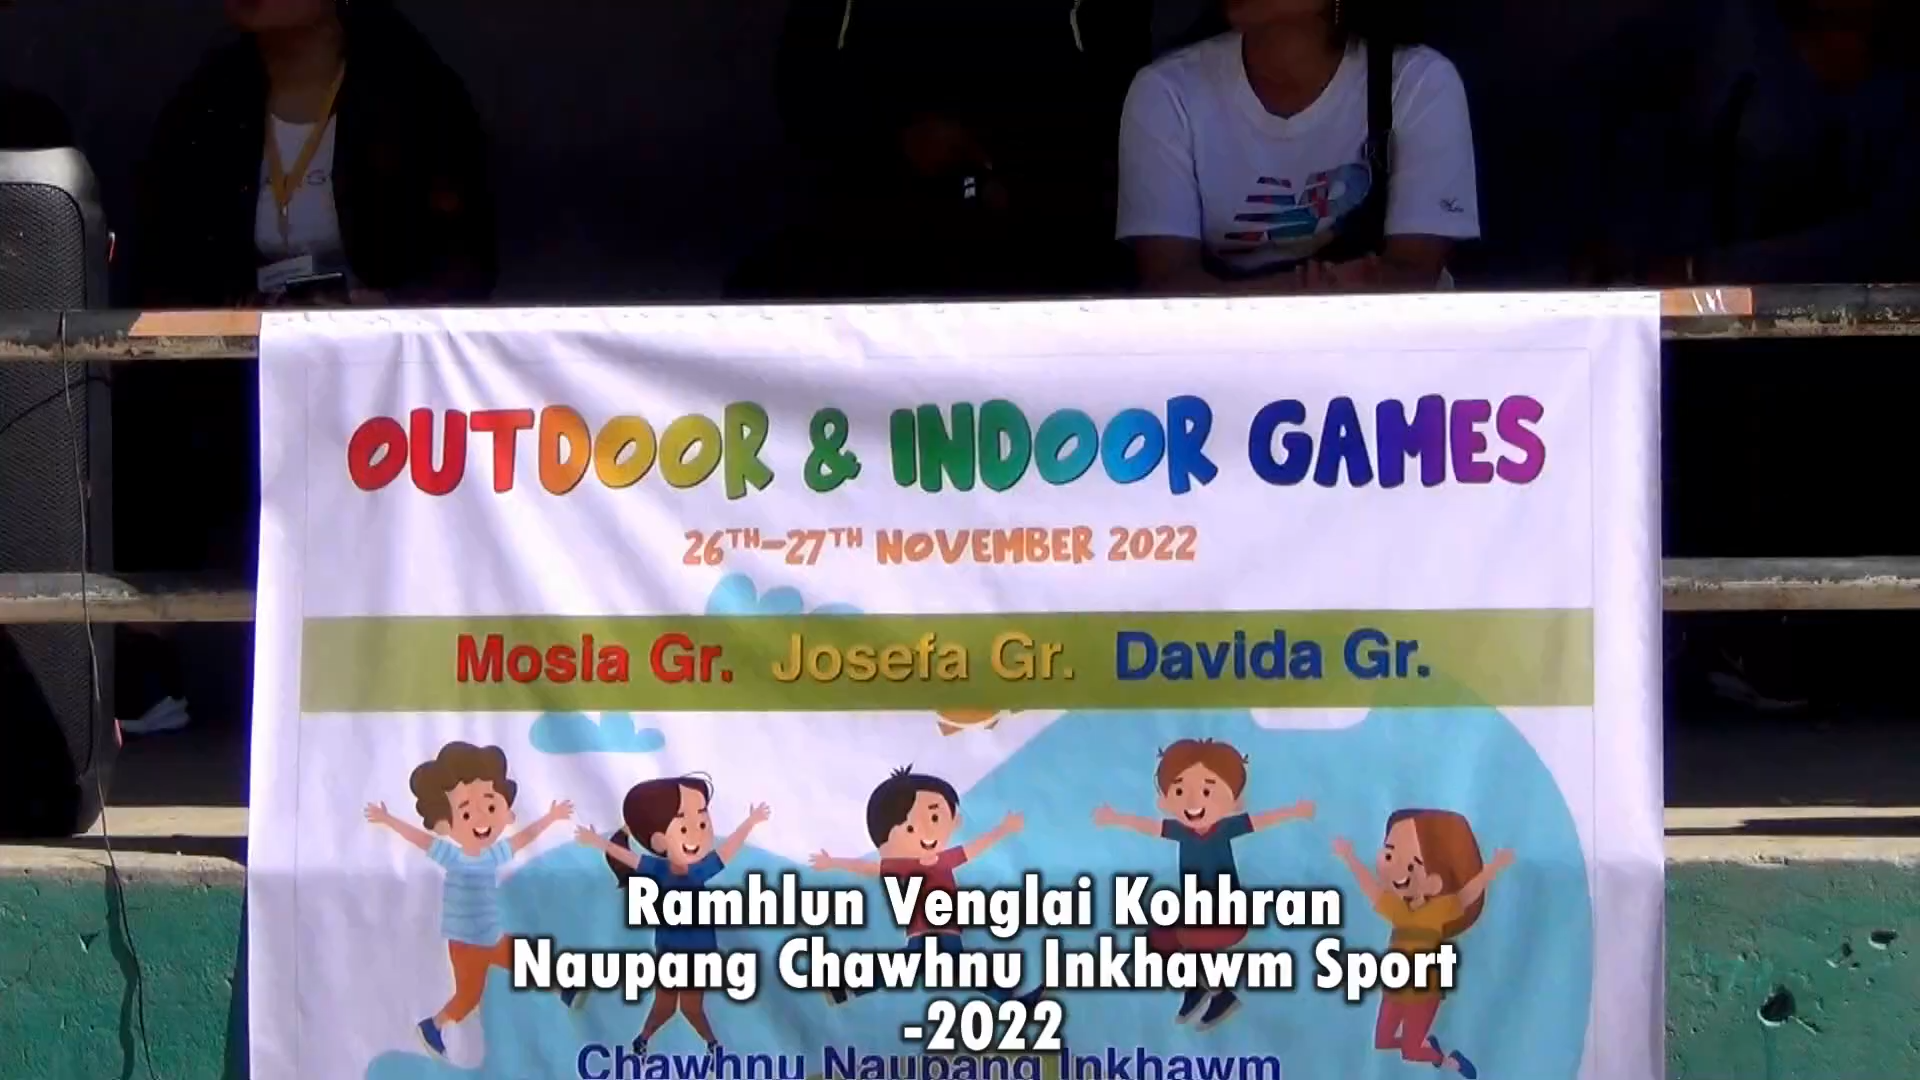 OUTDOOR & INDOOR GAMES
26TH-27TH NOVEMBER 2022
Mosia Gr. Josefa Gr. Davida Gr.
Ramhlun Venglai Kohhran
Naupang Chawhnu Inkhawm Sport
-2022
Chawhnu Naupang Inkhawm